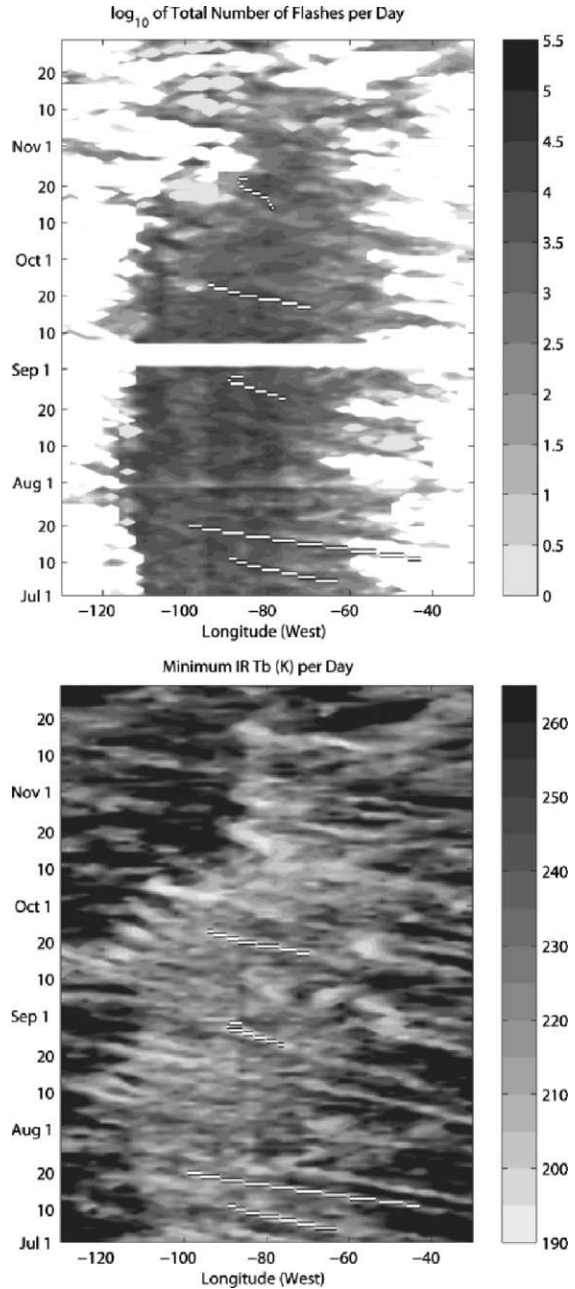 log10 of Total Number of Flashes per Day
20
10
Nov 1
20
10
Oct 1
20
10
Sep 1
20
10
Aug 1
20
10
Jul 1
−120 −100 −80 −60 −40
Longitude (West)
5.5
5
4.5
4
3.5
3
2.5
2
1.5
1
0.5
0
Minimum IR Tb (K) per Day
20
10
Nov 1
20
10
Oct 1
20
10
Sep 1
20
10
Aug 1
20
10
Jul 1
−120 −100 −80 −60 −40
Longitude (West)
260
250
240
230
220
210
200
190